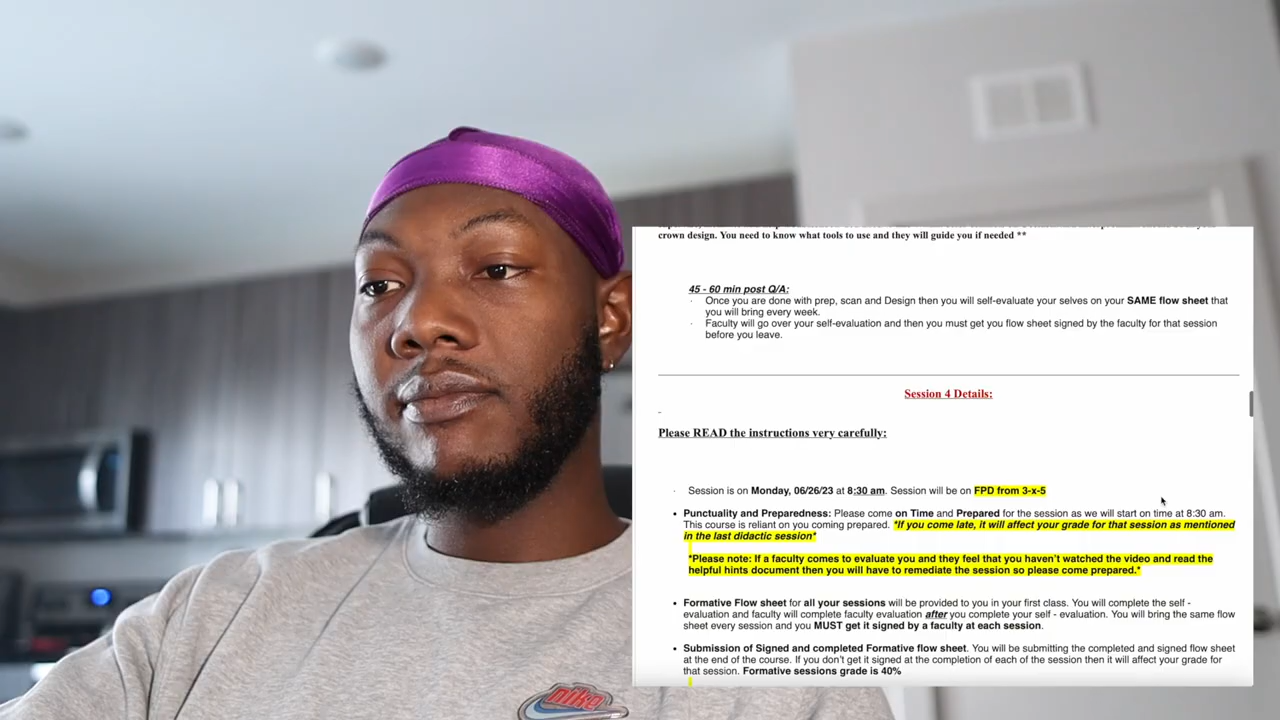 crown design. You need to know what tools to use and they will guide you if needed **
45 - 60 min post Q/A:
· Once you are done with prep, scan and Design then you will self-evaluate your selves on your SAME flow sheet that
you will bring every week.
· Faculty will go over your self-evaluation and then you must get you flow sheet signed by the faculty for that session
before you leave.
Session 4 Details:
-
Please READ the instructions very carefully:
· Session is on Monday, 06/26/23 at 8:30 am. Session will be on FPD from 3-x-5
• Punctuality and Preparedness: Please come on Time and Prepared for the session as we will start on time at 8:30 am.
This course is reliant on you coming prepared. *If you come late, it will affect your grade for that session as mentioned
in the last didactic session*
*Please note: If a faculty comes to evaluate you and they feel that you haven't watched the video and read the
helpful hints document then you will have to remediate the session so please come prepared.*
• Formative Flow sheet for all your sessions will be provided to you in your first class. You will complete the self -
evaluation and faculty will complete faculty evaluation after you complete your self - evaluation. You will bring the same flow
sheet every session and you MUST get it signed by a faculty at each session.
• Submission of Signed and completed Formative flow sheet. You will be submitting the completed and signed flow sheet
at the end of the course. If you don't get it signed at the completion of each of the session then it will affect your grade for
that session. Formative sessions grade is 40%
nike